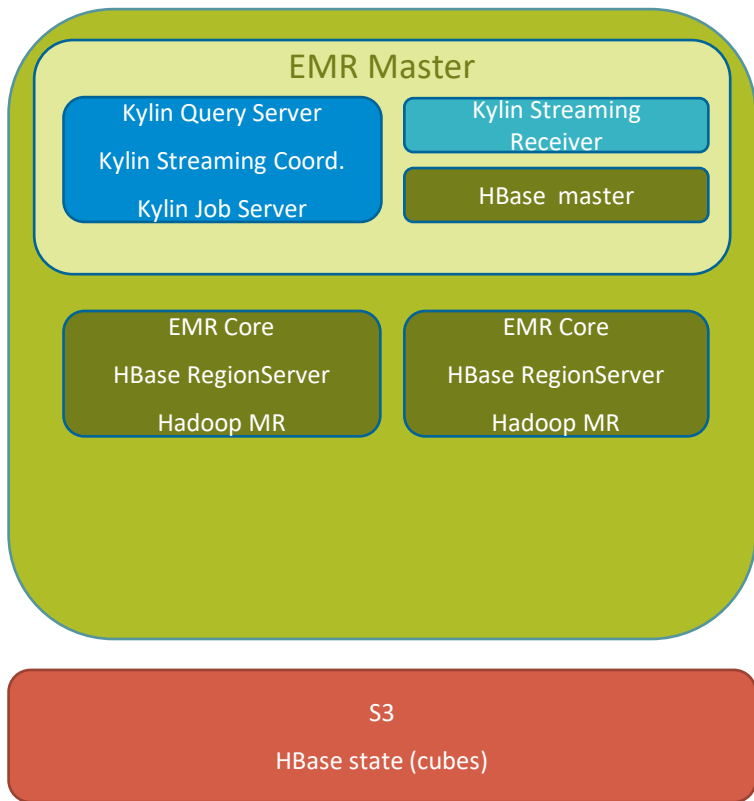 EMR Master
Kylin Query Server
Kylin Streaming Coord.
Kylin Job Server
Kylin Streaming
Receiver
HBase master
EMR Core
HBase RegionServer
Hadoop MR
EMR Core
HBase RegionServer
Hadoop MR
S3
HBase state (cubes)